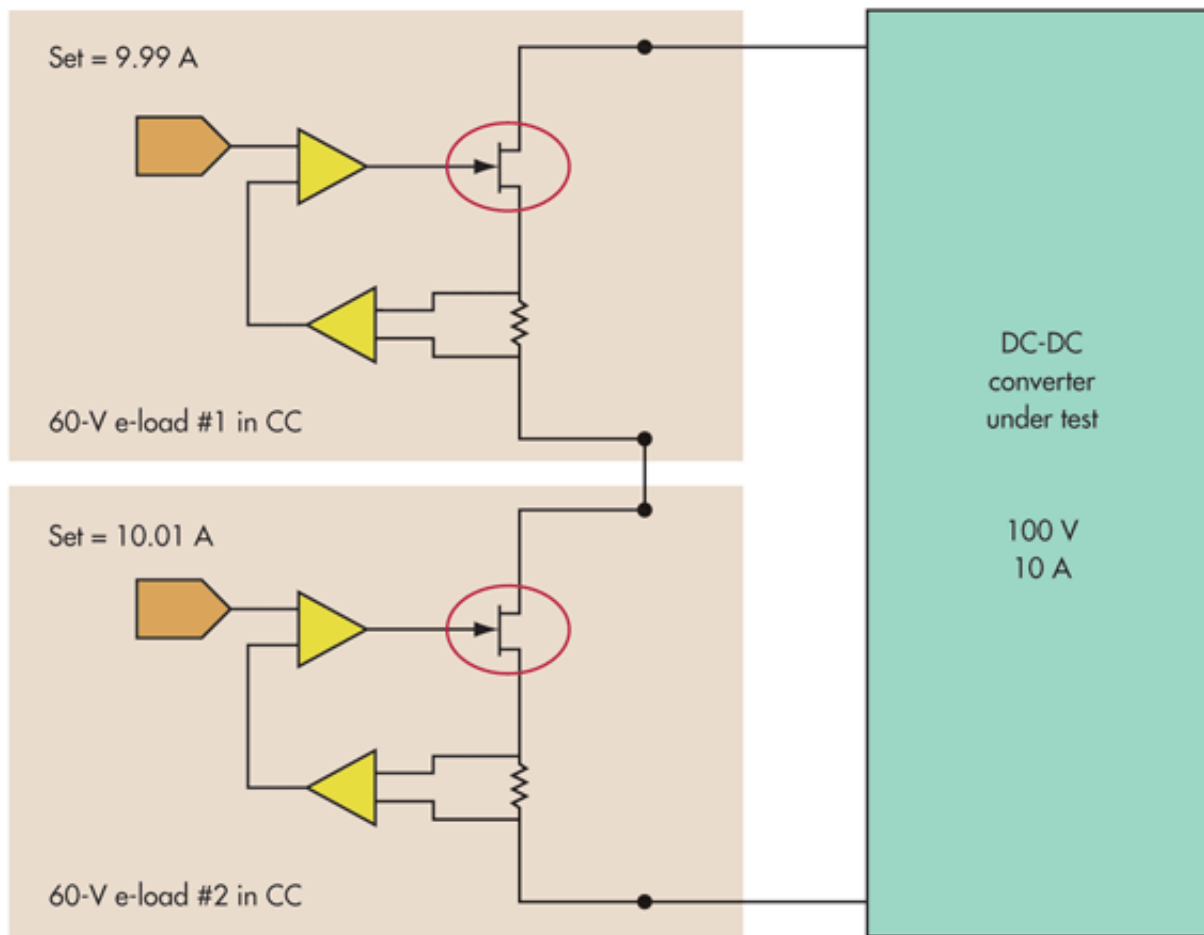 Set = 9.99 A
60-V e-load #1 in CC
Set = 10.01 A
60-V e-load #2 in CC
DC-DC
converter
under test
100 V
10 A